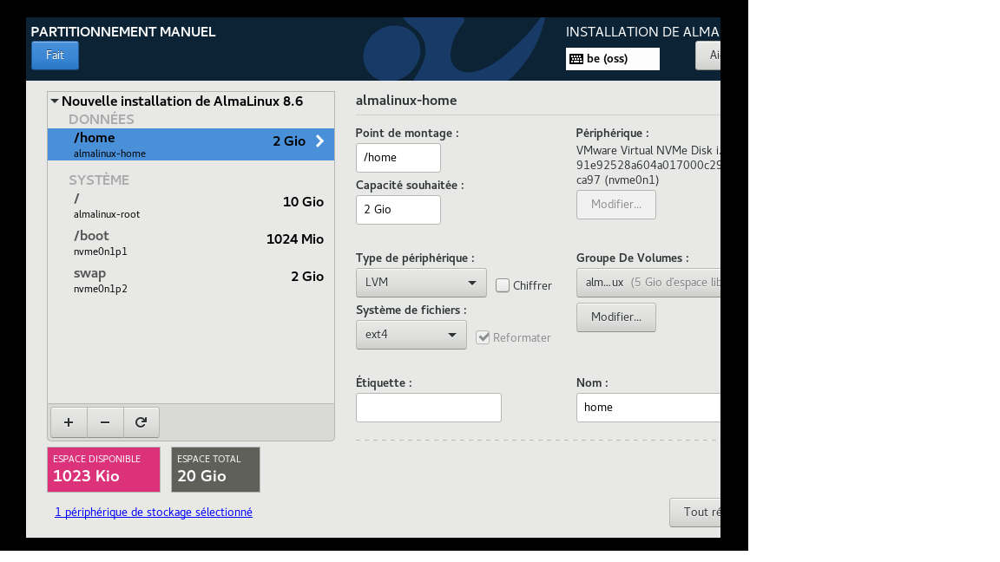 PARTITIONNEMENT MANUEL
INSTALLATION DE ALMA
Fait
be (oss)
Ai
Nouvelle installation de AlmaLinux 8.6
DONNÉES
/home
2 Gio
almalinux-home
SYSTÈME
/
10 Gio
almalinux-root
/boot
1024 Mio
nvme0n1p1
swap
2 Gio
nvme0n1p2
ESPACE DISPONIBLE
1023 Kio
ESPACE TOTAL
20 Gio
1 périphérique de stockage sélectionné
almalinux-home
Point de montage :
/home
Capacité souhaitée :
2 Gio
Périphérique :
VMware Virtual NVMe Disk i.
91e92528a604a017000c29
ca97 (nvme0n1)
Modifier...
Type de périphérique :
LVM
Chiffrer
Groupe De Volumes :
alm...ux (5 Gio d'espace lib
Modifier...
Système de fichiers :
ext4
Reformater
Étiquette :
Nom :
home
Tout ré